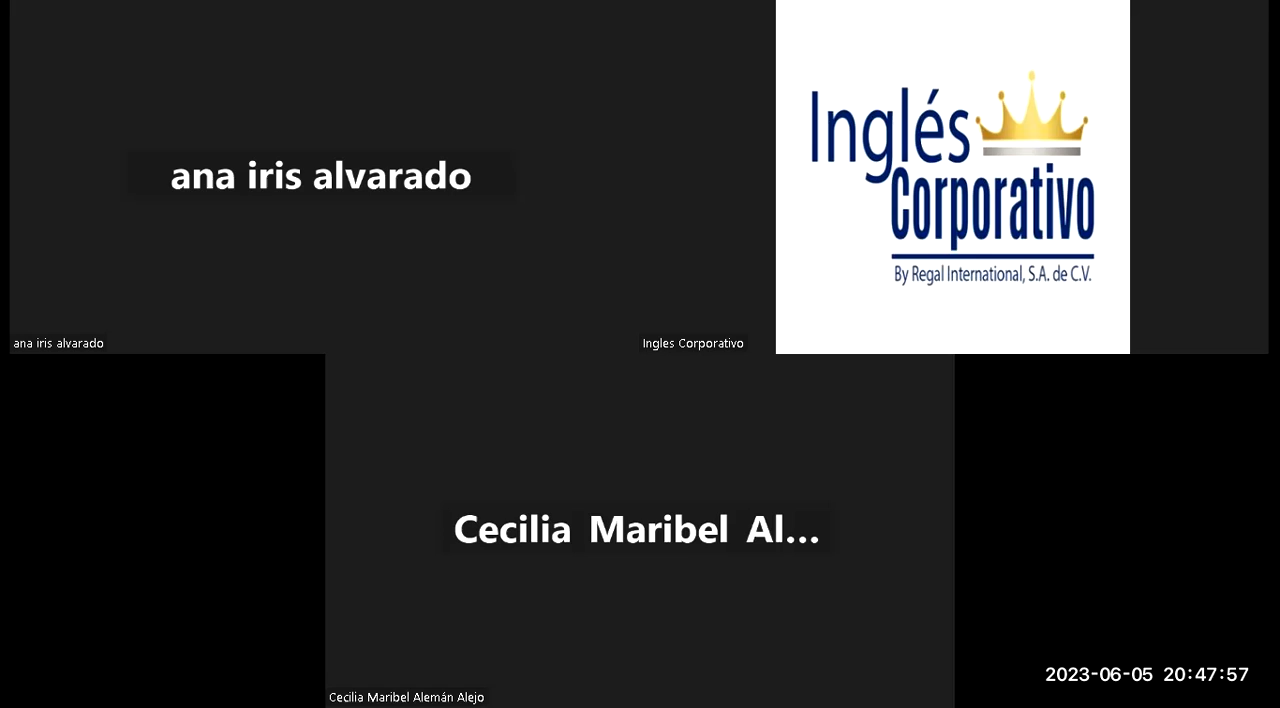 ana iris alvarado
ana iris alvarado
Inglés
Corporativo
By Regal International, S.A. de C.V.
Ingles Corporativo
Cecilia Maribel Al...
Cecilia Maribel Alemán Alejo
2023-06-05 20:47:57